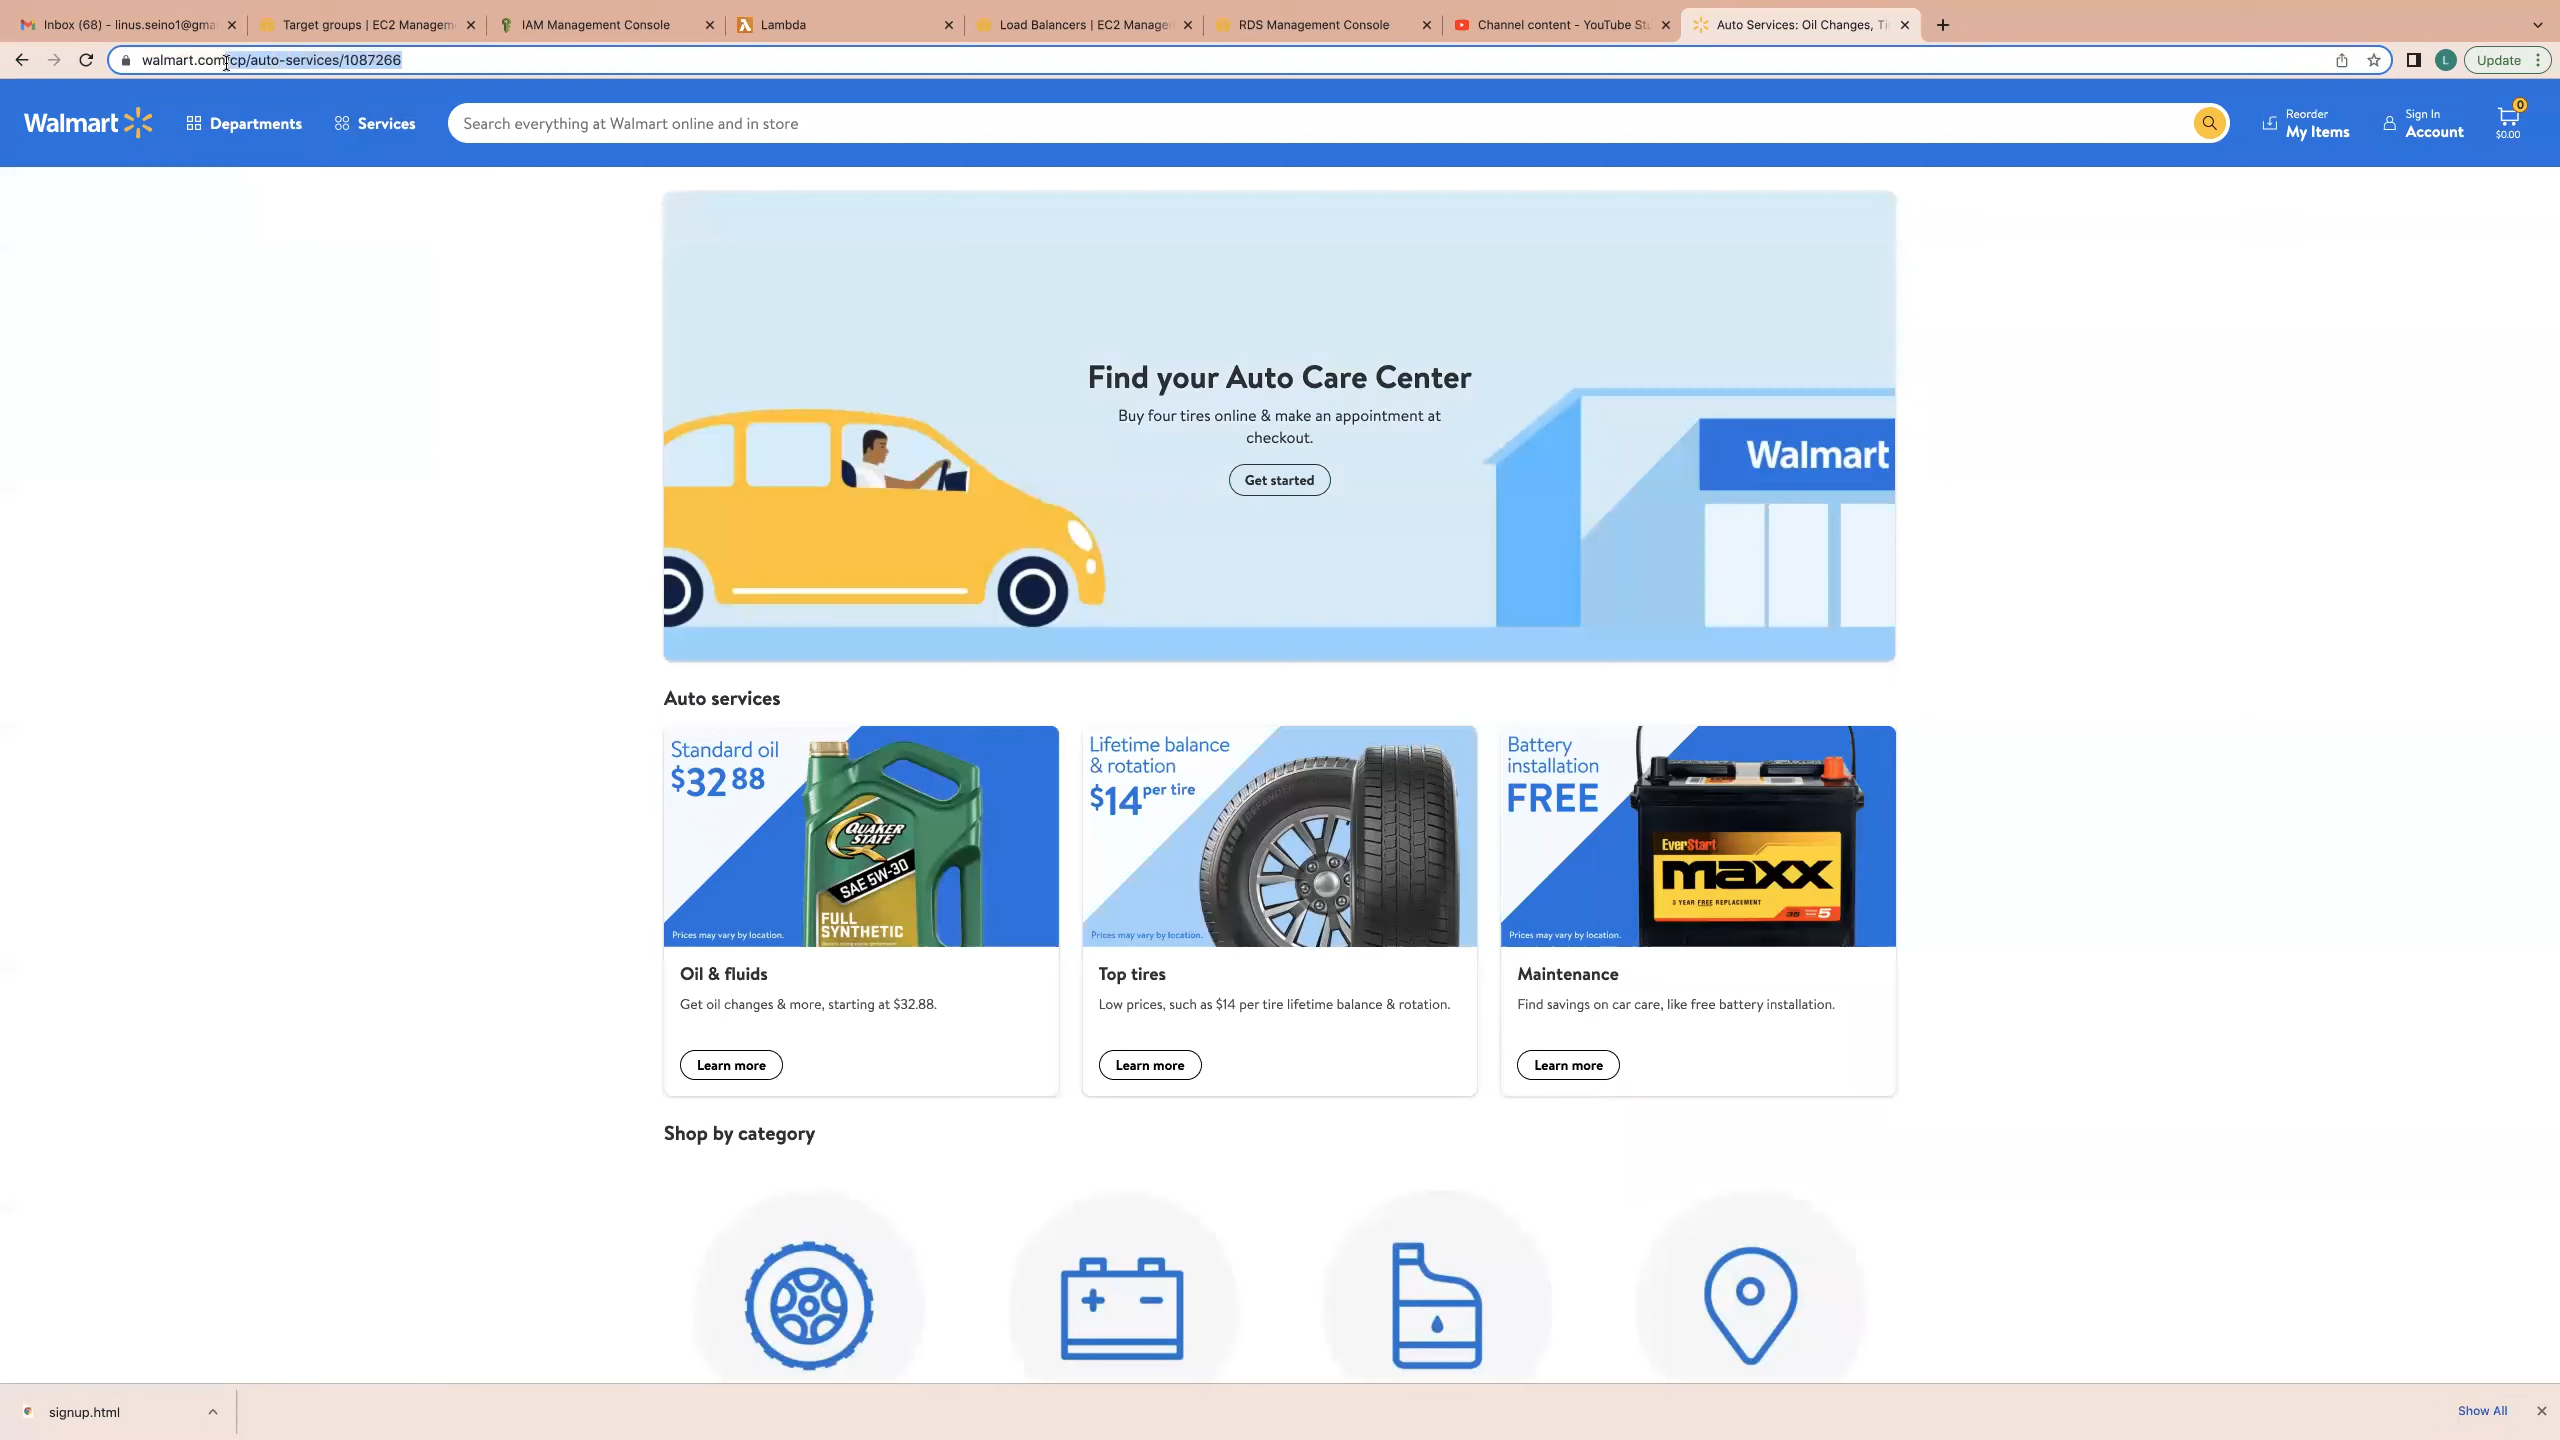 Inbox (68) - linus.seino1@gma
Target groups | EC2 Managem
IAM Management Console
Lambda
Load Balancers | EC2 Manage
RDS Management Console
Channel content - YouTube St
Auto Services: Oil Changes, Ti
walmart.com/cp/auto-services/1087266
L
Update
Walmart
Departments
Services
Search everything at Walmart online and in store
Reorder
My Items
Sign In
Account
0
$0.00
Find your Auto Care Center
Buy four tires online & make an appointment at
checkout.
Get started
Walmart
Auto services
Standard oil
$32 88
QUAKER
STATE
SAE 5W-30
FULL
SYNTHETIC
Prices may vary by location.
Lifetime balance
& rotation
$14 per tire
DEFENDER
Prices may vary by location.
Battery
installation
FREE
EverStart
maxx
3 YEAR FREE REPLACEMENT
35
5
Prices may vary by location.
Oil & fluids
Get oil changes & more, starting at $32.88.
Learn more
Top tires
Low prices, such as $14 per tire lifetime balance & rotation.
Learn more
Maintenance
Find savings on car care, like free battery installation.
Learn more
Shop by category
signup.html
Show All